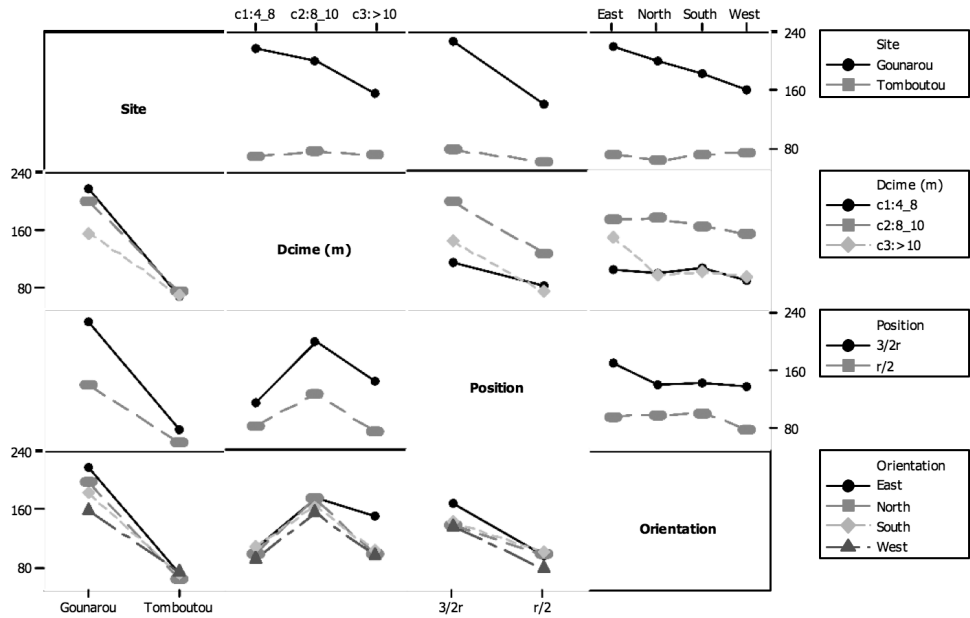 c1:4_8 c2:8_10 c3:>10 East North South West
240
Site
Gounarou
Tomboutou
160
Site
80
240
Dcime (m)
c1:4_8
c2:8_10
c3:>10
160
Dcime (m)
80
240
Position
3/2r
r/2
160
Position
80
240
Orientation
East
North
South
West
160
Orientation
80
Gounarou Tomboutou 3/2r r/2